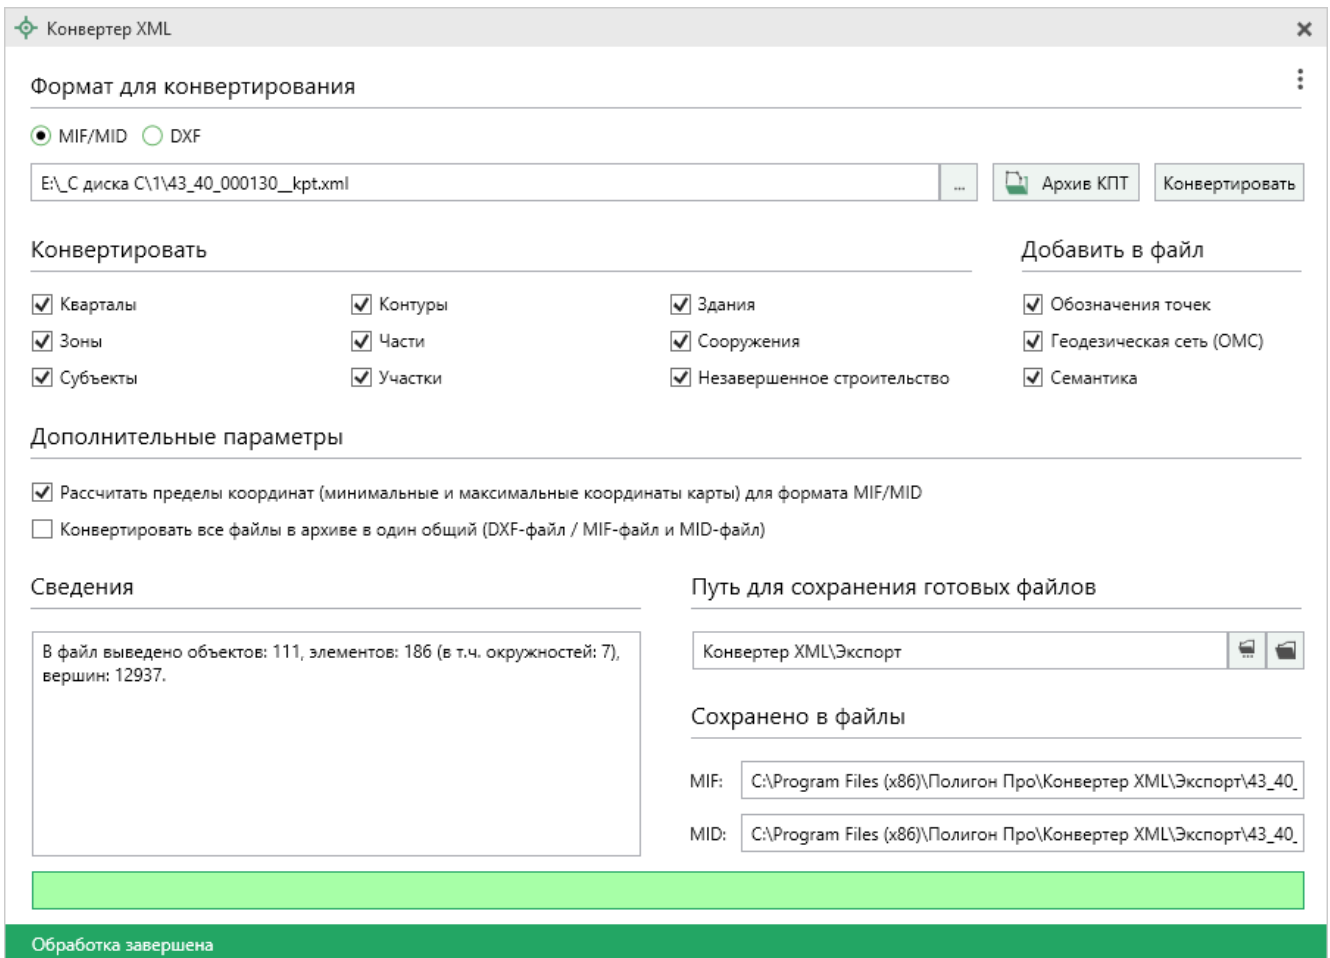 Конвертер XML
Формат для конвертирования
MIF/MID DXF
E:\_С диска С\1\43_40_000130__kpt.xml ... Архив КПТ Конвертировать
Конвертировать Добавить в файл
Кварталы Контуры Здания Обозначения точек
Зоны Части Сооружения Геодезическая сеть (ОМС)
Субъекты Участки Незавершенное строительство Семантика
Дополнительные параметры
Рассчитать пределы координат (минимальные и максимальные координаты карты) для формата MIF/MID
Конвертировать все файлы в архиве в один общий (DXF-файл / MIF-файл и MID-файл)
Сведения
В файл выведено объектов: 111, элементов: 186 (в т.ч. окружностей: 7),
вершин: 12937.
Путь для сохранения готовых файлов
Конвертер XML\Экспорт
Сохранено в файлы
MIF: C:\Program Files (x86)\Полигон Про\Конвертер XML\Экспорт\43_40_
MID: C:\Program Files (x86)\Полигон Про\Конвертер XML\Экспорт\43_40_
Обработка завершена